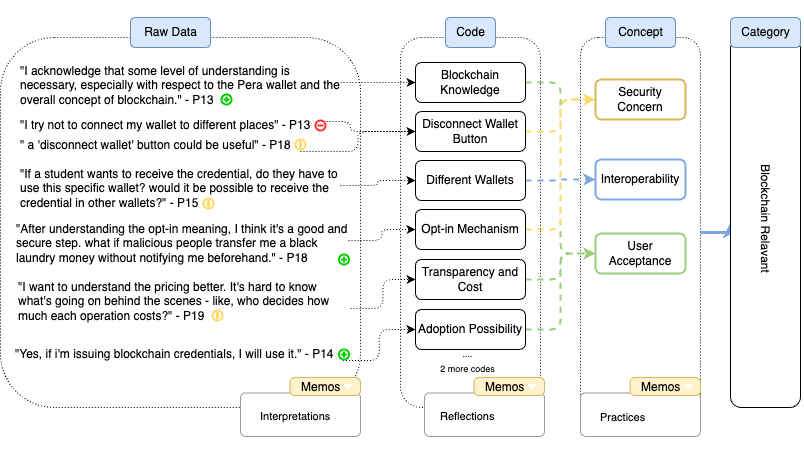 Raw Data
Code
Concept
Category
"I acknowledge that some level of understanding is
necessary, especially with respect to the Pera wallet and the
overall concept of blockchain." - P13
"I try not to connect my wallet to different places" - P13
" a 'disconnect wallet' button could be useful" - P18
"If a student wants to receive the credential, do they have to
use this specific wallet? would it be possible to receive the
credential in other wallets?" - P15
"After understanding the opt-in meaning, I think it's a good and
secure step. what if malicious people transfer me a black
laundry money without notifying me beforehand." - P18
"I want to understand the pricing better. It's hard to know
what's going on behind the scenes - like, who decides how
much each operation costs?" - P19
"Yes, if i'm issuing blockchain credentials, I will use it." - P14
Memos
Interpretations
Blockchain
Knowledge
Disconnect Wallet
Button
Different Wallets
Opt-in Mechanism
Transparency and
Cost
Adoption Possibility
....
2 more codes
Memos
Reflections
Security
Concern
Interoperability
User
Acceptance
Memos
Practices
Blockchain Relavant